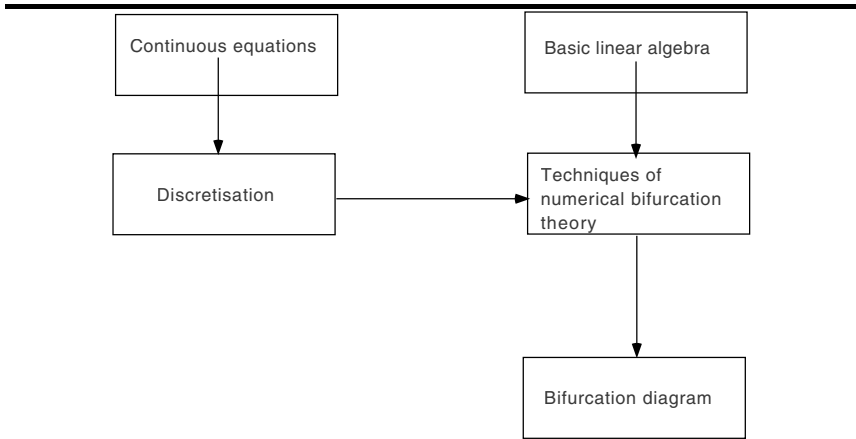 Continuous equations
Basic linear algebra
Discretisation
Techniques of
numerical bifurcation
theory
Bifurcation diagram